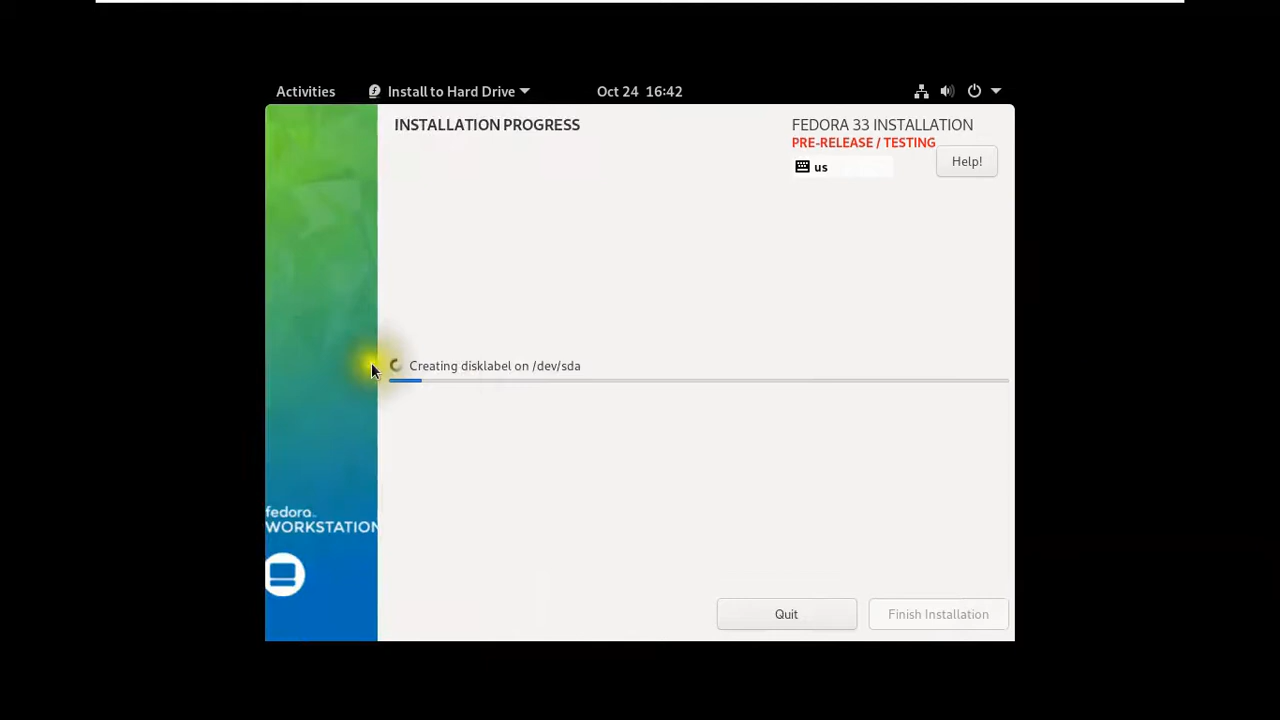 Activities Install to Hard Drive Oct 24 16:42
INSTALLATION PROGRESS
FEDORA 33 INSTALLATION
PRE-RELEASE / TESTING
us
Help!
Creating disklabel on /dev/sda
fedora
WORKSTATION
Quit
Finish Installation